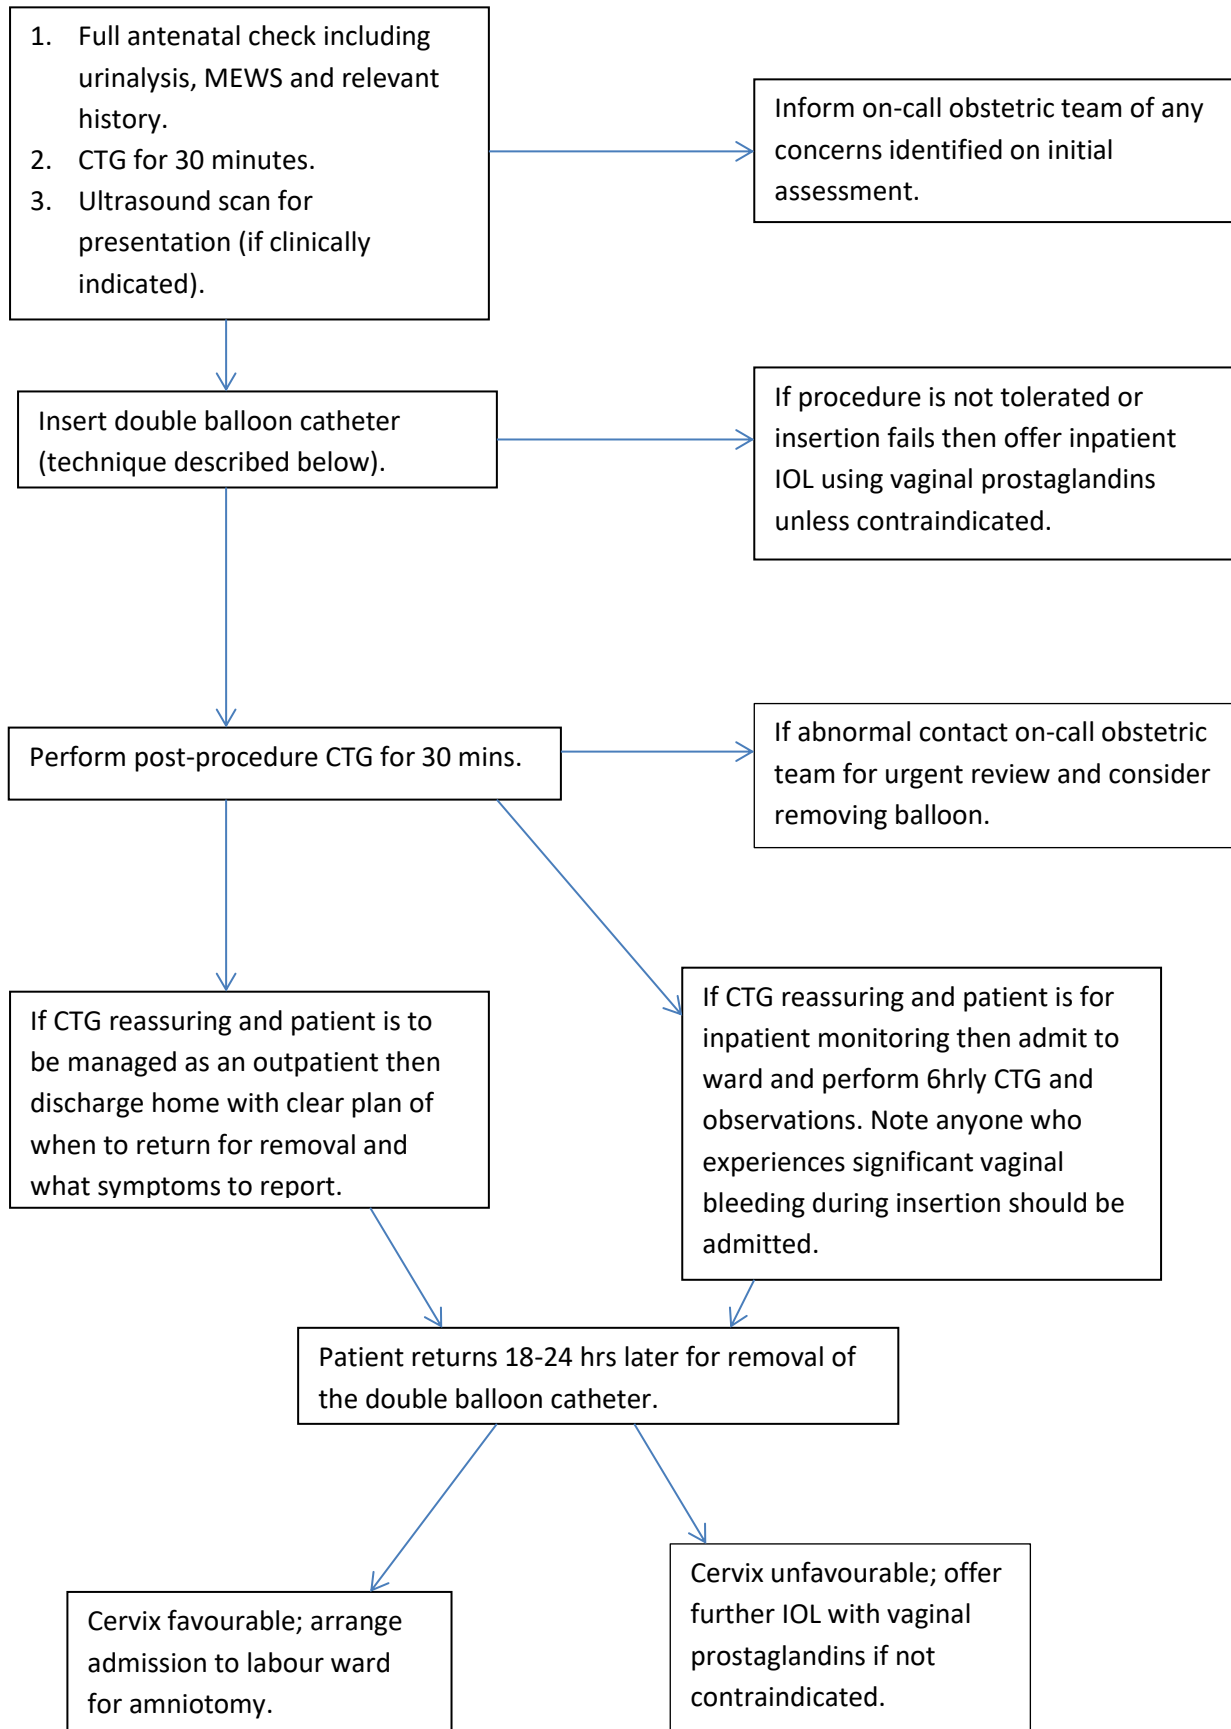 1. Full antenatal check including
urinalysis, MEWS and relevant
history.
2. CTG for 30 minutes.
3. Ultrasound scan for
presentation (if clinically
indicated).
Inform on-call obstetric team of any
concerns identified on initial
assessment.
Insert double balloon catheter
(technique described below).
If procedure is not tolerated or
insertion fails then offer inpatient
IOL using vaginal prostaglandins
unless contraindicated.
Perform post-procedure CTG for 30 mins.
If abnormal contact on-call obstetric
team for urgent review and consider
removing balloon.
If CTG reassuring and patient is to
be managed as an outpatient then
discharge home with clear plan of
when to return for removal and
what symptoms to report.
If CTG reassuring and patient is for
inpatient monitoring then admit to
ward and perform 6hrly CTG and
observations. Note anyone who
experiences significant vaginal
bleeding during insertion should be
admitted.
Patient returns 18-24 hrs later for removal of
the double balloon catheter.
Cervix favourable; arrange
admission to labour ward
for amniotomy.
Cervix unfavourable; offer
further IOL with vaginal
prostaglandins if not
contraindicated.